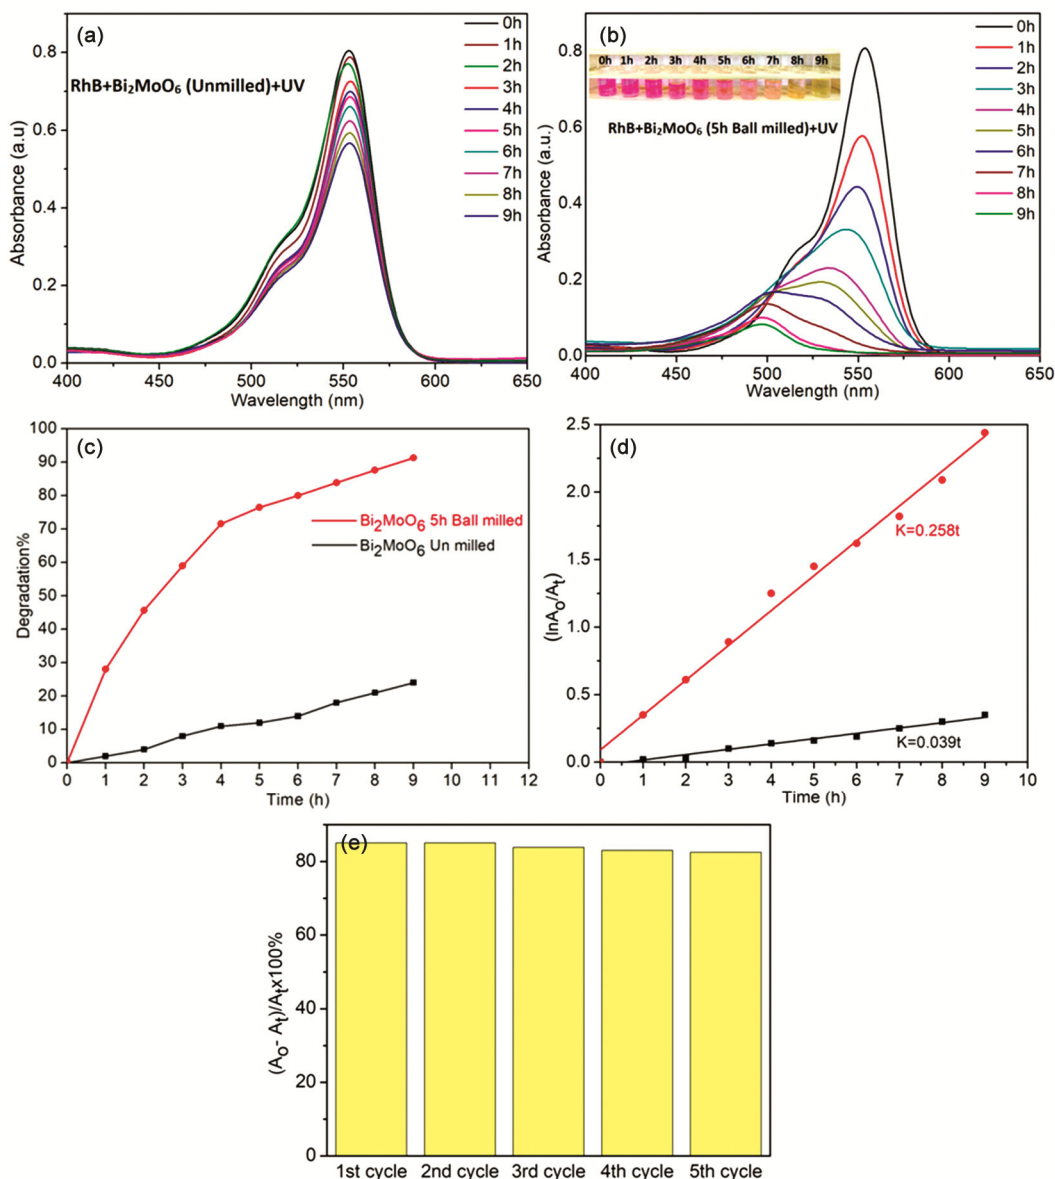 (a)
RhB+Bi₂MoO₆ (Unmilled)+UV
0h
1h
2h
3h
4h
5h
6h
7h
8h
9h
Absorbance (a.u)
0.8
0.6
0.4
0.2
0.0
400 450 500 550 600 650
Wavelength (nm)
(b)
0h 1h 2h 3h 4h 5h 6h 7h 8h 9h
RhB+Bi₂MoO₆ (5h Ball milled)+UV
0h
1h
2h
3h
4h
5h
6h
7h
8h
9h
Absorbance (a.u.)
0.8
0.6
0.4
0.2
0.0
400 450 500 550 600 650
Wavelength (nm)
(c)
Bi₂MoO₆ 5h Ball milled
Bi₂MoO₆ Un milled
Degradation%
100
90
80
70
60
50
40
30
20
10
0
0 1 2 3 4 5 6 7 8 9 10 11 12
Time (h)
(d)
K=0.258t
K=0.039t
(lnAₒ/Aₜ)
2.5
2.0
1.5
1.0
0.5
0.0
0 1 2 3 4 5 6 7 8 9 10
Time (h)
(e)
(Aₒ- Aₜ)/Aₜx100%
80
60
40
20
0
1st cycle 2nd cycle 3rd cycle 4th cycle 5th cycle